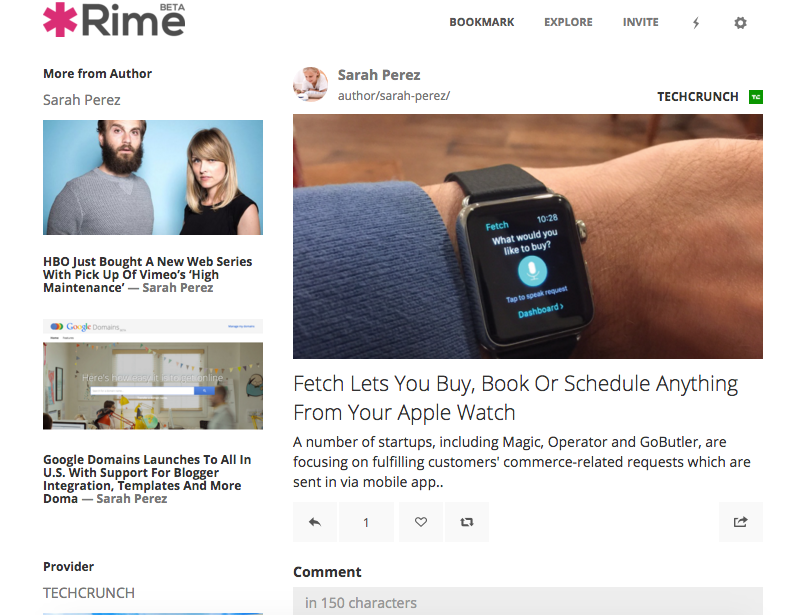 Rime BETA
BOOKMARK EXPLORE INVITE
More from Author
Sarah Perez
HBO Just Bought A New Web Series
With Pick Up Of Vimeo's 'High
Maintenance' — Sarah Perez
Google Domains
Here's how easy it is to get online
Google Domains Launches To All In
U.S. With Support For Blogger
Integration, Templates And More
Doma — Sarah Perez
Provider
TECHCRUNCH
Sarah Perez
author/sarah-perez/
TECHCRUNCH
Fetch 10:28
What would you
like to buy?
Tap to speak request
Dashboard ›
Fetch Lets You Buy, Book Or Schedule Anything
From Your Apple Watch
A number of startups, including Magic, Operator and GoButler, are
focusing on fulfilling customers' commerce-related requests which are
sent in via mobile app..
1
Comment
in 150 characters